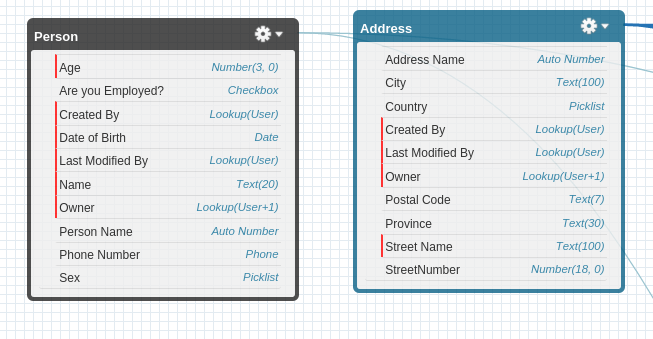 Person
Age Number(3, 0)
Are you Employed? Checkbox
Created By Lookup(User)
Date of Birth Date
Last Modified By Lookup(User)
Name Text(20)
Owner Lookup(User+1)
Person Name Auto Number
Phone Number Phone
Sex Picklist
Address
Address Name Auto Number
City Text(100)
Country Picklist
Created By Lookup(User)
Last Modified By Lookup(User)
Owner Lookup(User+1)
Postal Code Text(7)
Province Text(30)
Street Name Text(100)
StreetNumber Number(18, 0)